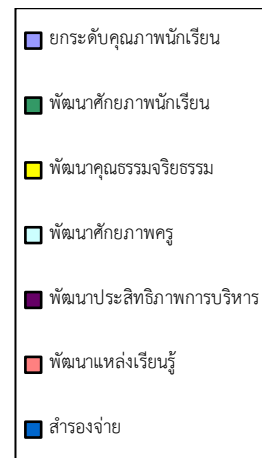 ยกระดับคุณภาพนักเรียน
พัฒนาศักยภาพนักเรียน
พัฒนาคุณธรรมจริยธรรม
พัฒนาศักยภาพครู
พัฒนาประสิทธิภาพการบริหาร
พัฒนาแหล่งเรียนรู้
สำรองจ่าย